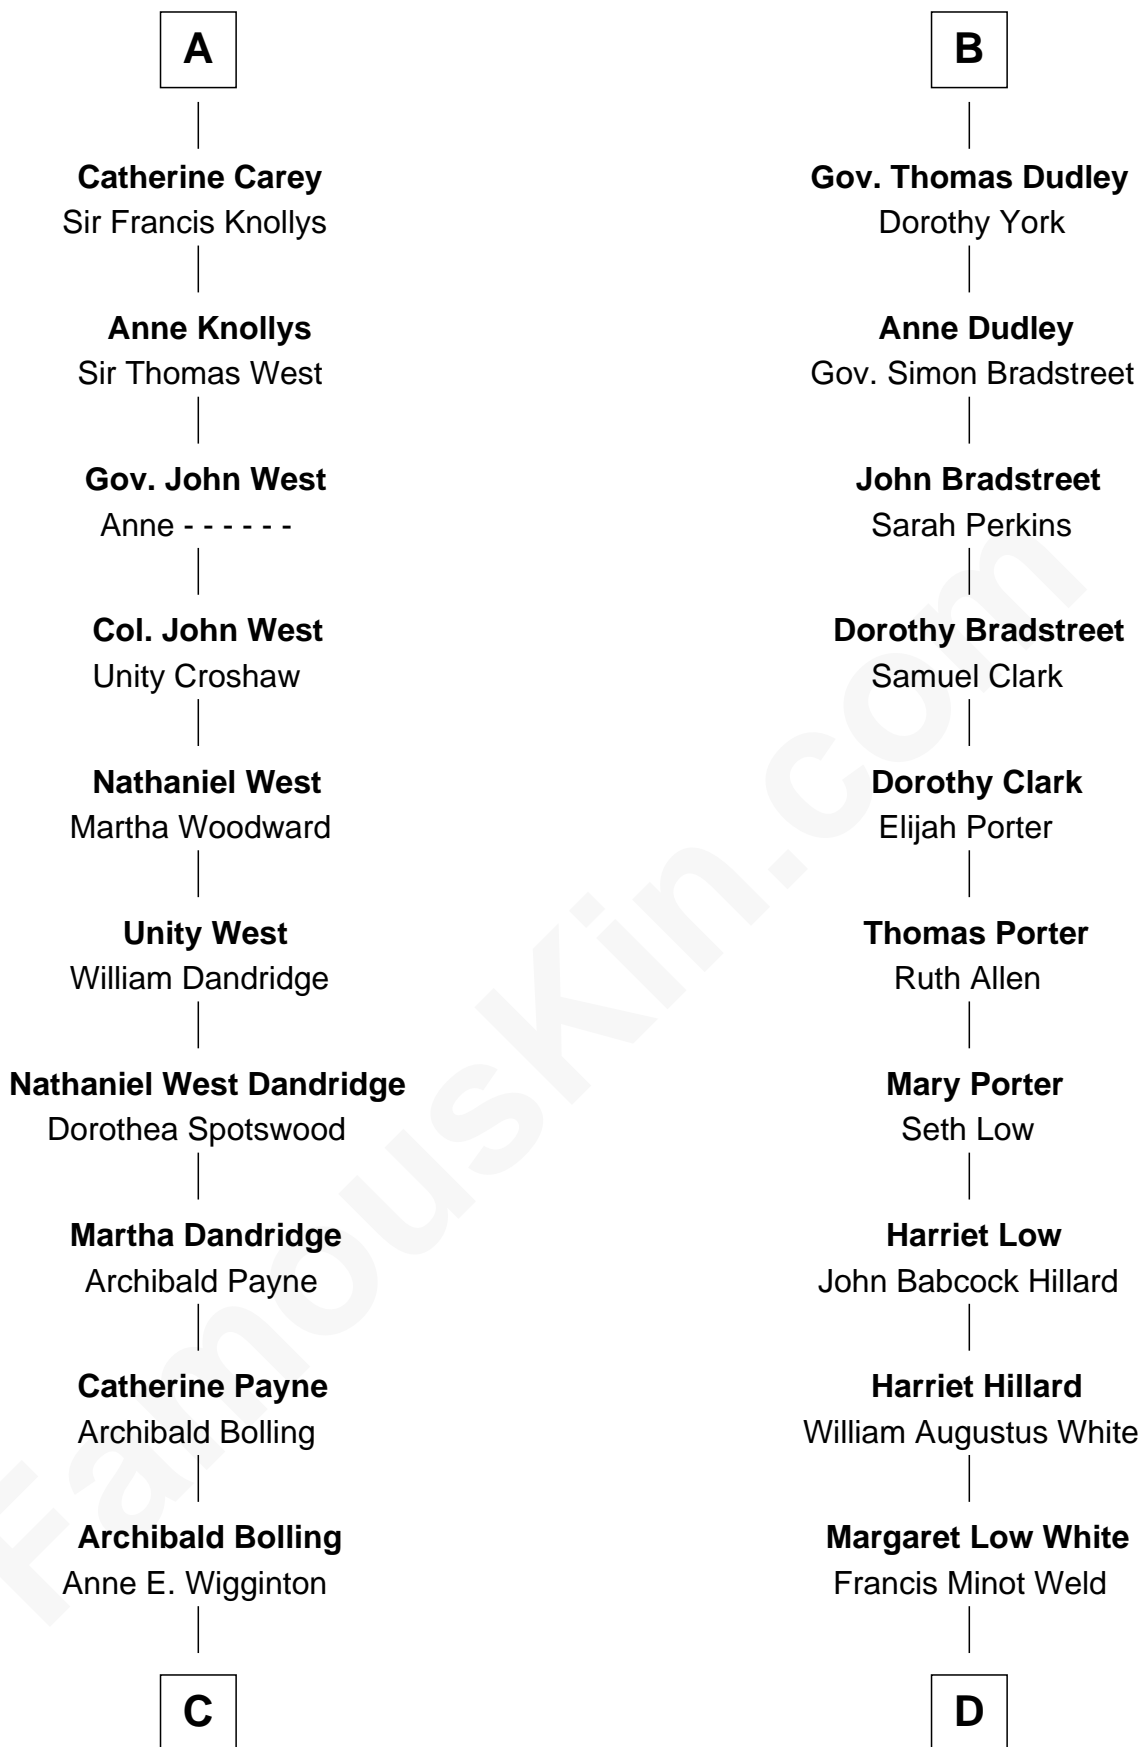 A
Catherine Carey
Sir Francis Knollys
Anne Knollys
Sir Thomas West
Gov. John West
Anne - - - - - -
Col. John West
Unity Croshaw
Nathaniel West
Martha Woodward
Unity West
William Dandridge
Nathaniel West Dandridge
Dorothea Spotswood
Martha Dandridge
Archibald Payne
Catherine Payne
Archibald Bolling
Archibald Bolling
Anne E. Wigginton
C
B
Gov. Thomas Dudley
Dorothy York
Anne Dudley
Gov. Simon Bradstreet
John Bradstreet
Sarah Perkins
Dorothy Bradstreet
Samuel Clark
Dorothy Clark
Elijah Porter
Thomas Porter
Ruth Allen
Mary Porter
Seth Low
Harriet Low
John Babcock Hillard
Harriet Hillard
William Augustus White
Margaret Low White
Francis Minot Weld
D
FamousKin.com